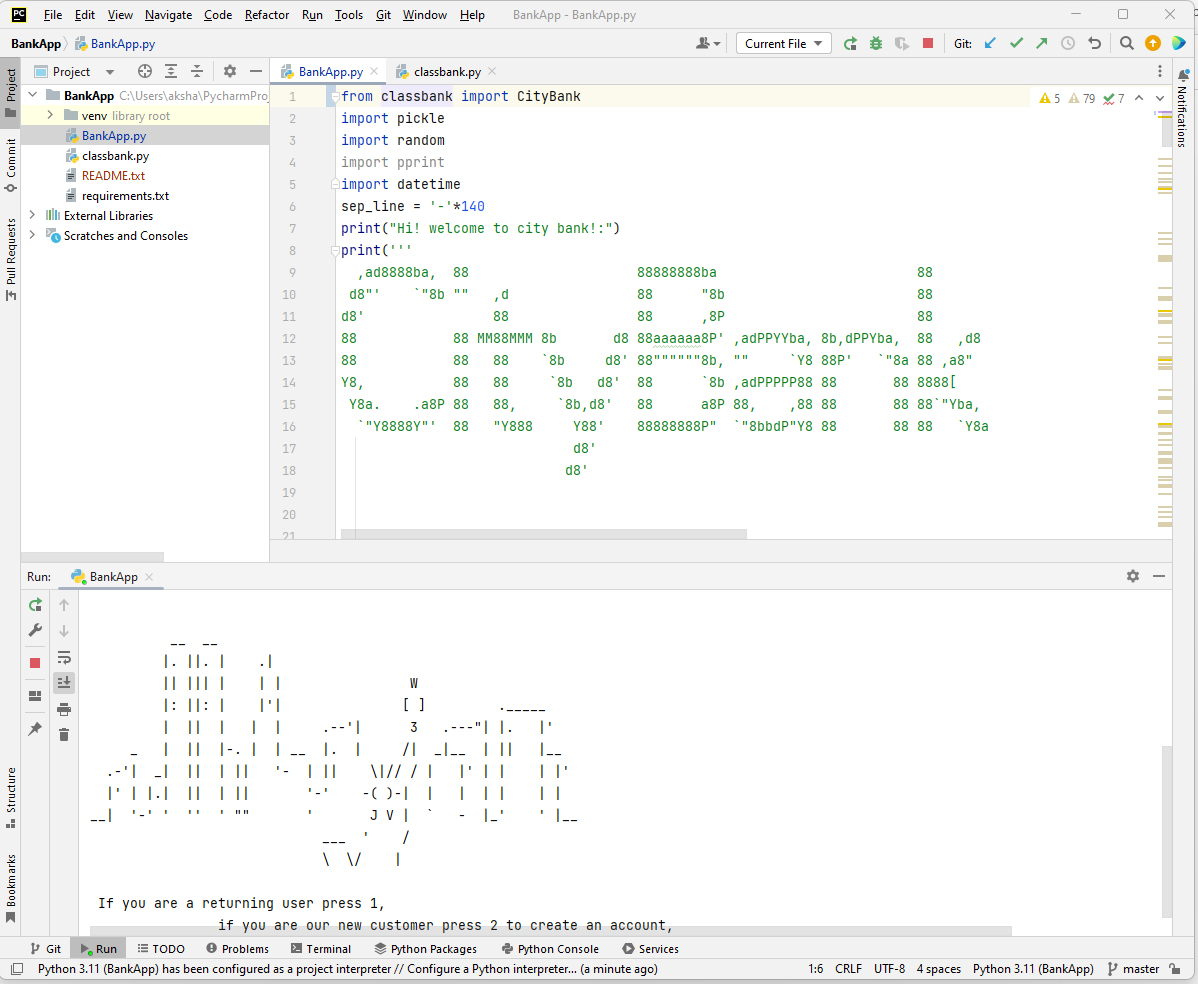 PC File Edit View Navigate Code Refactor Run Tools Git Window Help BankApp - BankApp.py
BankApp BankApp.py Current File Git:
Project BankApp.py classbank.py
BankApp C:\Users\aksha\PycharmProj
venv library root
BankApp.py
classbank.py
README.txt
requirements.txt
External Libraries
Scratches and Consoles
5 79 7
1 from classbank import CityBank
2 import pickle
3 import random
4 import pprint
5 import datetime
6 sep_line = '-'*140
7 print("Hi! welcome to city bank!:")
8 print('''
9   ,ad8888ba,  88                     88888888ba                         88
10  d8"'    `"8b ""   ,d                88      "8b                        88
11 d8'                88                88      ,8P                        88
12 88            88 MM88MMM 8b       d8 88aaaaaa8P' ,adPPYYba, 8b,dPPYba,  88   ,d8
13 88            88   88    `8b     d8' 88""""""8b, ""     `Y8 88P'   `"8a 88 ,a8"
14 Y8,           88   88     `8b   d8'  88      `8b ,adPPPPP88 88       88 8888[
15  Y8a.    .a8P 88   88,     `8b,d8'   88      a8P 88,    ,88 88       88 88`"Yba,
16   `"Y8888Y"'  88   "Y888     Y88'    88888888P"  `"8bbdP"Y8 88       88 88   `Y8a
17                              d8'
18                             d8'
19
20
21
Project
Commit
Pull Requests
Structure
Bookmarks
Notifications
Run: BankApp
          __  __
         |. ||. |    .|
         || ||| |    | |                W
         |: ||: |    |'|               [ ]         ._____
         |  ||  |   |  |     .--'|      3   .---"| |.   |'
     _   |  ||  |-. |  | __  |.  |     /|  _|__  | ||   |__
  .-'|  _|  ||  | ||   '-  | ||    \|// / |   |' | |    | |'
  |' | |.|  ||  | ||       '-'    -( )-|  |   |  | |    | |
__|  '-' '  ''  ' ""       '       J V |  `   -  |_'    ' |__
                             ___  '    /
                             \  \/    |
If you are a returning user press 1,
if you are our new customer press 2 to create an account,
Git Run TODO Problems Terminal Python Packages Python Console Services
Python 3.11 (BankApp) has been configured as a project interpreter // Configure a Python interpreter... (a minute ago) 1:6 CRLF UTF-8 4 spaces Python 3.11 (BankApp) master